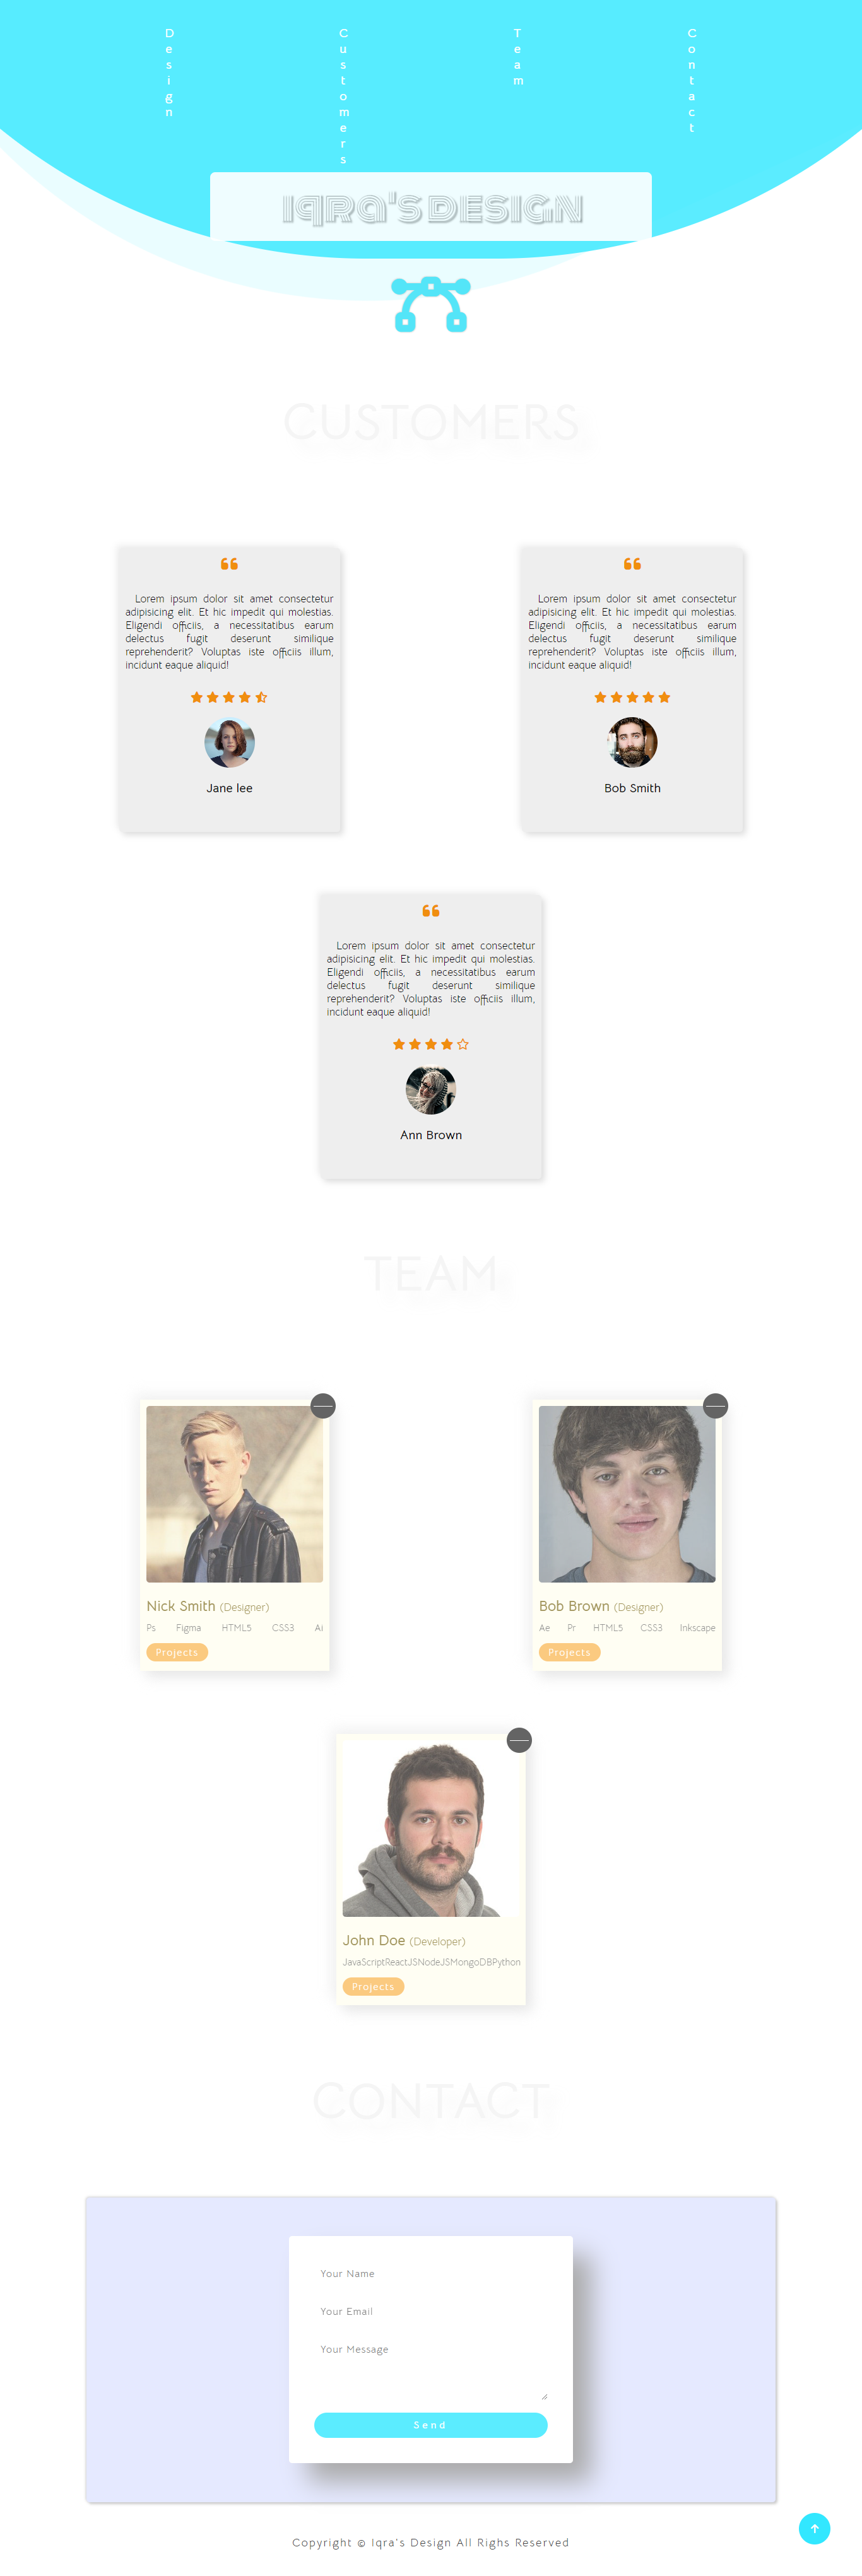 Design
Customers
Team
Contact
IQRA'S DESIGN
CUSTOMERS
Lorem ipsum dolor sit amet consectetur
adipisicing elit. Et hic impedit qui molestias.
Eligendi officiis, a necessitatibus earum
delectus fugit deserunt similique
reprehenderit? Voluptas iste officiis illum,
incidunt eaque aliquid!
Jane lee
Lorem ipsum dolor sit amet consectetur
adipisicing elit. Et hic impedit qui molestias.
Eligendi officiis, a necessitatibus earum
delectus fugit deserunt similique
reprehenderit? Voluptas iste officiis illum,
incidunt eaque aliquid!
Bob Smith
Lorem ipsum dolor sit amet consectetur
adipisicing elit. Et hic impedit qui molestias.
Eligendi officiis, a necessitatibus earum
delectus fugit deserunt similique
reprehenderit? Voluptas iste officiis illum,
incidunt eaque aliquid!
Ann Brown
TEAM
Nick Smith (Designer)
Ps Figma HTML5 CSS3 Ai
Projects
Bob Brown (Designer)
Ae Pr HTML5 CSS3 Inkscape
Projects
John Doe (Developer)
JavaScriptReactJSNodeJSMongoDBPython
Projects
CONTACT
Your Name
Your Email
Your Message
Send
Copyright © Iqra's Design All Righs Reserved